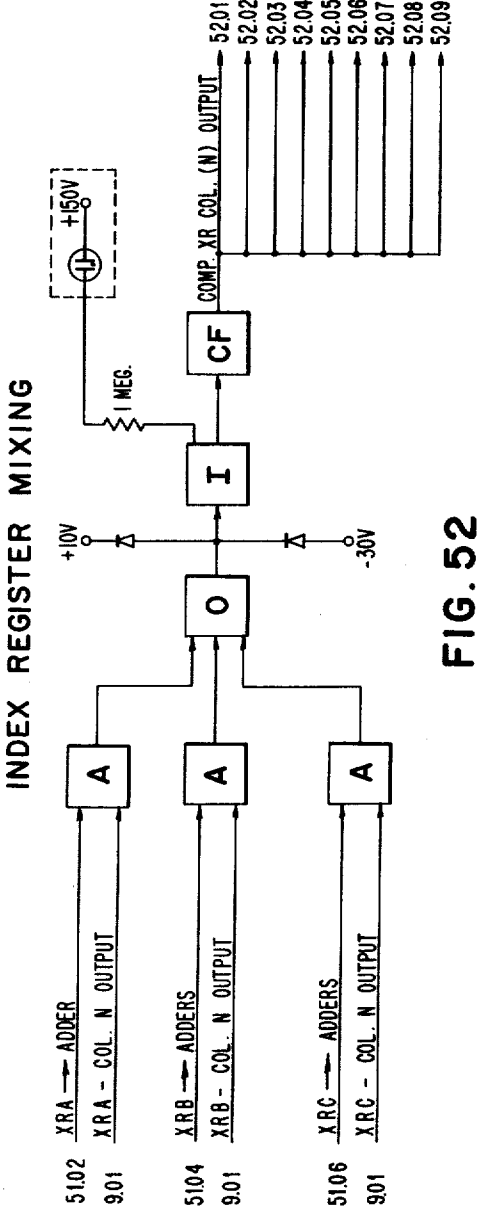 INDEX REGISTER MIXING
51.02 XRA → ADDER
9.01 XRA - COL. N OUTPUT
A
51.04 XRB → ADDERS
9.01 XRB - COL. N OUTPUT
A
51.06 XRC → ADDERS
9.01 XRC - COL. N OUTPUT
A
O
+10V
-30V
I
1 MEG.
+150V
CF
COMP. XR COL. (N) OUTPUT
52.01
52.02
52.03
52.04
52.05
52.06
52.07
52.08
52.09
FIG. 52